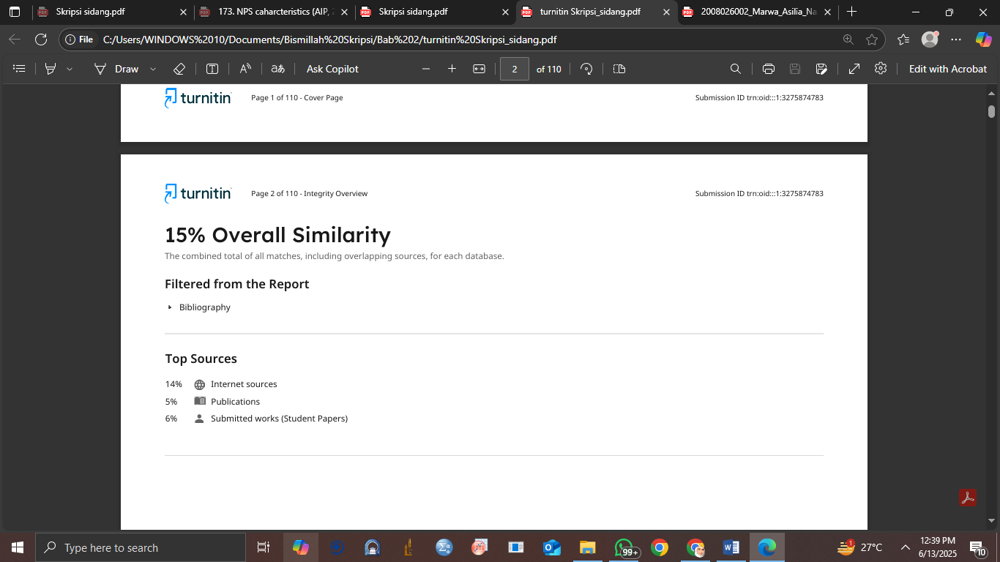 Skripsi sidang.pdf
173. NPS cahrcteristics (AIP,
Skripsi sidang.pdf
turnitin Skripsi_sidang.pdf
2008026002_Marwa_Asilia_Na
File
C:/Users/WINDOWS%2010/Documents/Bismillah%20Skripsi/Bab%202/turnitin%20Skripsi_sidang.pdf
Draw
ああ
Ask Copilot
2
of 110
Edit with Acrobat
turnitin
Page 1 of 110 - Cover Page
Submission ID trn:oid:::1:3275874783
turnitin
Page 2 of 110 - Integrity Overview
Submission ID trn:oid:::1:3275874783
15% Overall Similarity
The combined total of all matches, including overlapping sources, for each database.
Filtered from the Report
Bibliography
Top Sources
14% Internet sources
5% Publications
6% Submitted works (Student Papers)
Type here to search
99+
1
27°C
12:39 PM
6/13/2025
10